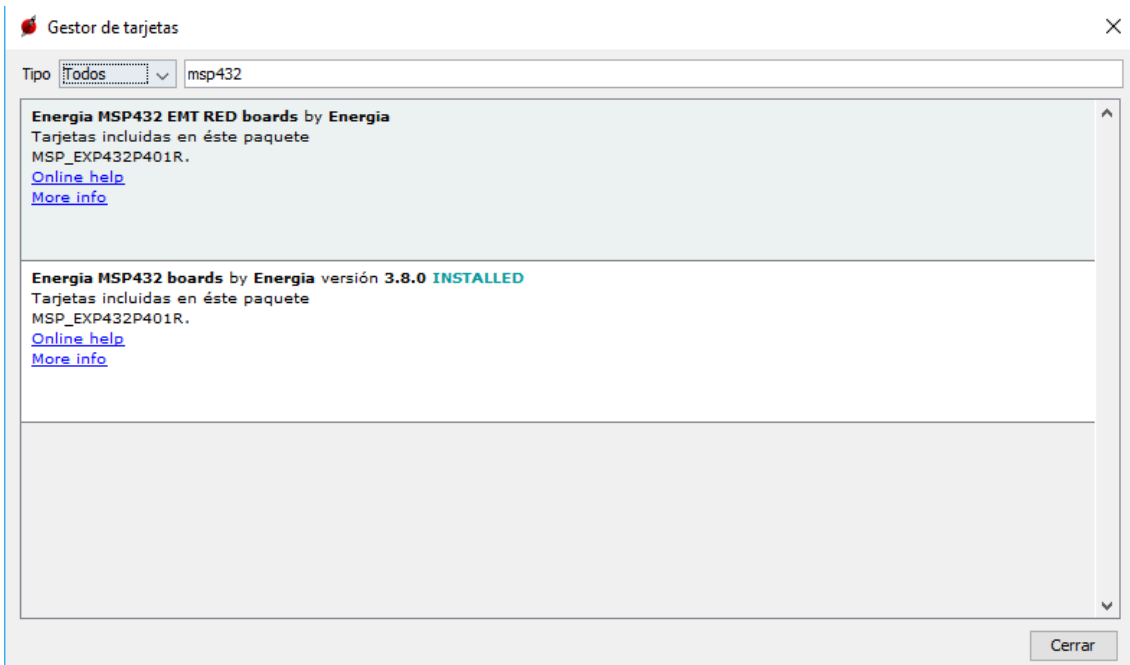 Gestor de tarjetas
Tipo Todos msp432
Energia MSP432 EMT RED boards by Energia
Tarjetas incluidas en éste paquete
MSP_EXP432P401R.
Online help
More info
Energia MSP432 boards by Energia versión 3.8.0 INSTALLED
Tarjetas incluidas en éste paquete
MSP_EXP432P401R.
Online help
More info
Cerrar